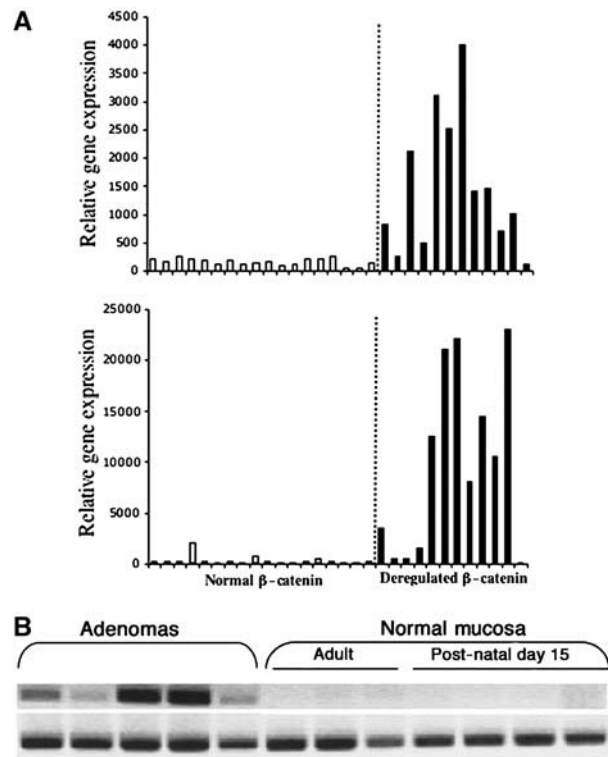 A
Relative gene expression
4500
4000
3500
3000
2500
2000
1500
1000
500
0
Relative gene expression
25000
20000
15000
10000
5000
0
Normal β-catenin
Deregulated β-catenin
B
Adenomas
Normal mucosa
Adult
Post-natal day 15